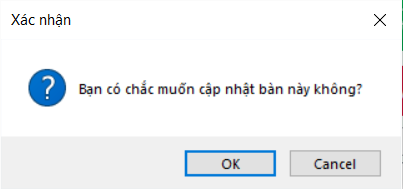 Xác nhận
Bạn có chắc muốn cập nhật bàn này không?
OK
Cancel